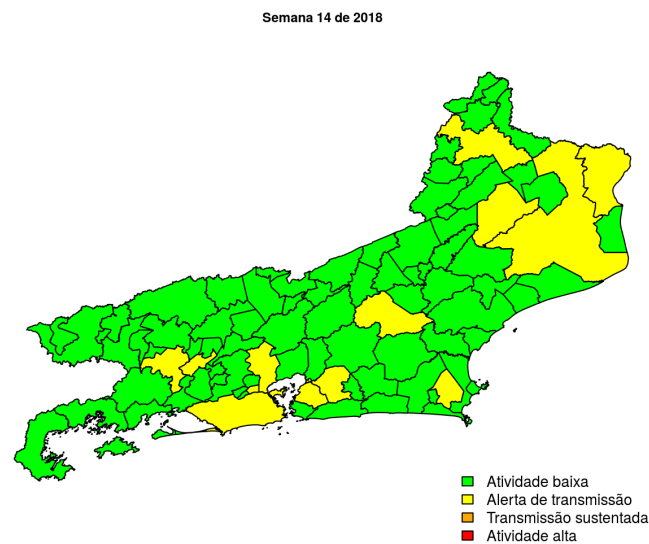 Semana 14 de 2018
Atividade baixa
Alerta de transmissão
Transmissão sustentada
Atividade alta